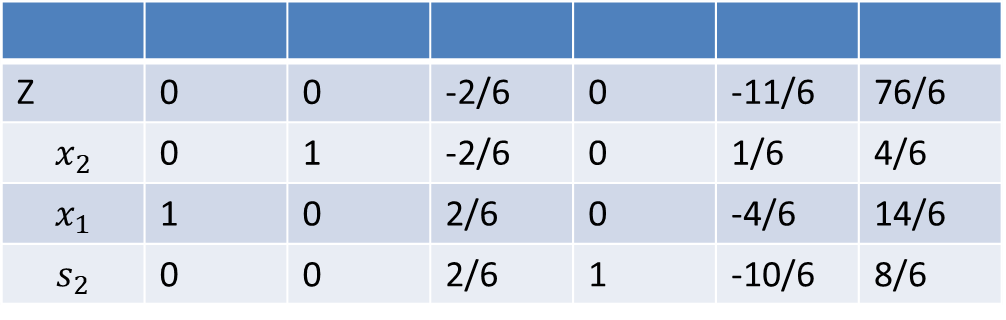 Z 0 0 -2/6 0 -11/6 76/6
x₂ 0 1 -2/6 0 1/6 4/6
x₁ 1 0 2/6 0 -4/6 14/6
s₂ 0 0 2/6 1 -10/6 8/6